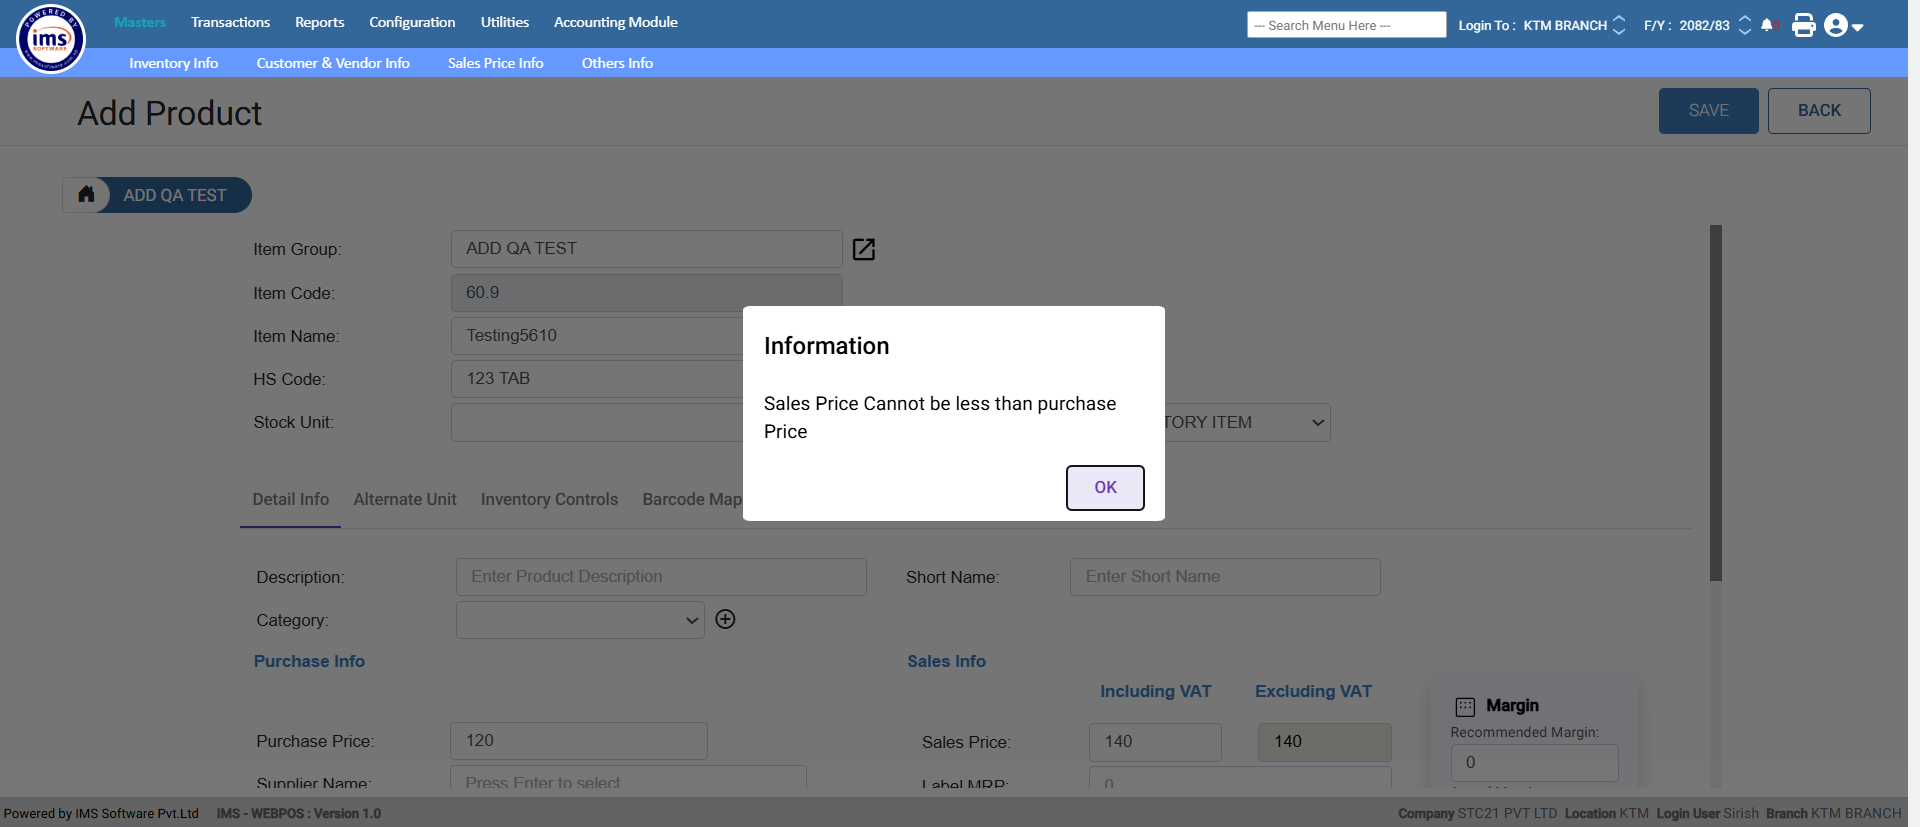 POWERED BY
ims
SOFTWARE
Masters Transactions Reports Configuration Utilities Accounting Module
--- Search Menu Here --- Login To : KTM BRANCH F/Y : 2082/83
Inventory Info Customer & Vendor Info Sales Price Info Others Info
Add Product SAVE BACK
ADD QA TEST
Item Group: ADD QA TEST
Item Code: 60.9
Item Name: Testing5610
HS Code: 123 TAB
Stock Unit: TORY ITEM
Information
Sales Price Cannot be less than purchase
Price
OK
Detail Info Alternate Unit Inventory Controls Barcode Map
Description: Enter Product Description Short Name: Enter Short Name
Category:
Purchase Info Sales Info
Including VAT Excluding VAT Margin
Recommended Margin:
Purchase Price: 120 Sales Price: 140 140
0
Supplier Name: Press Enter to select Label MRP: 0
Powered by IMS Software Pvt.Ltd IMS - WEBPOS : Version 1.0 Company STC21 PVT LTD Location KTM Login User Sirish Branch KTM BRANCH